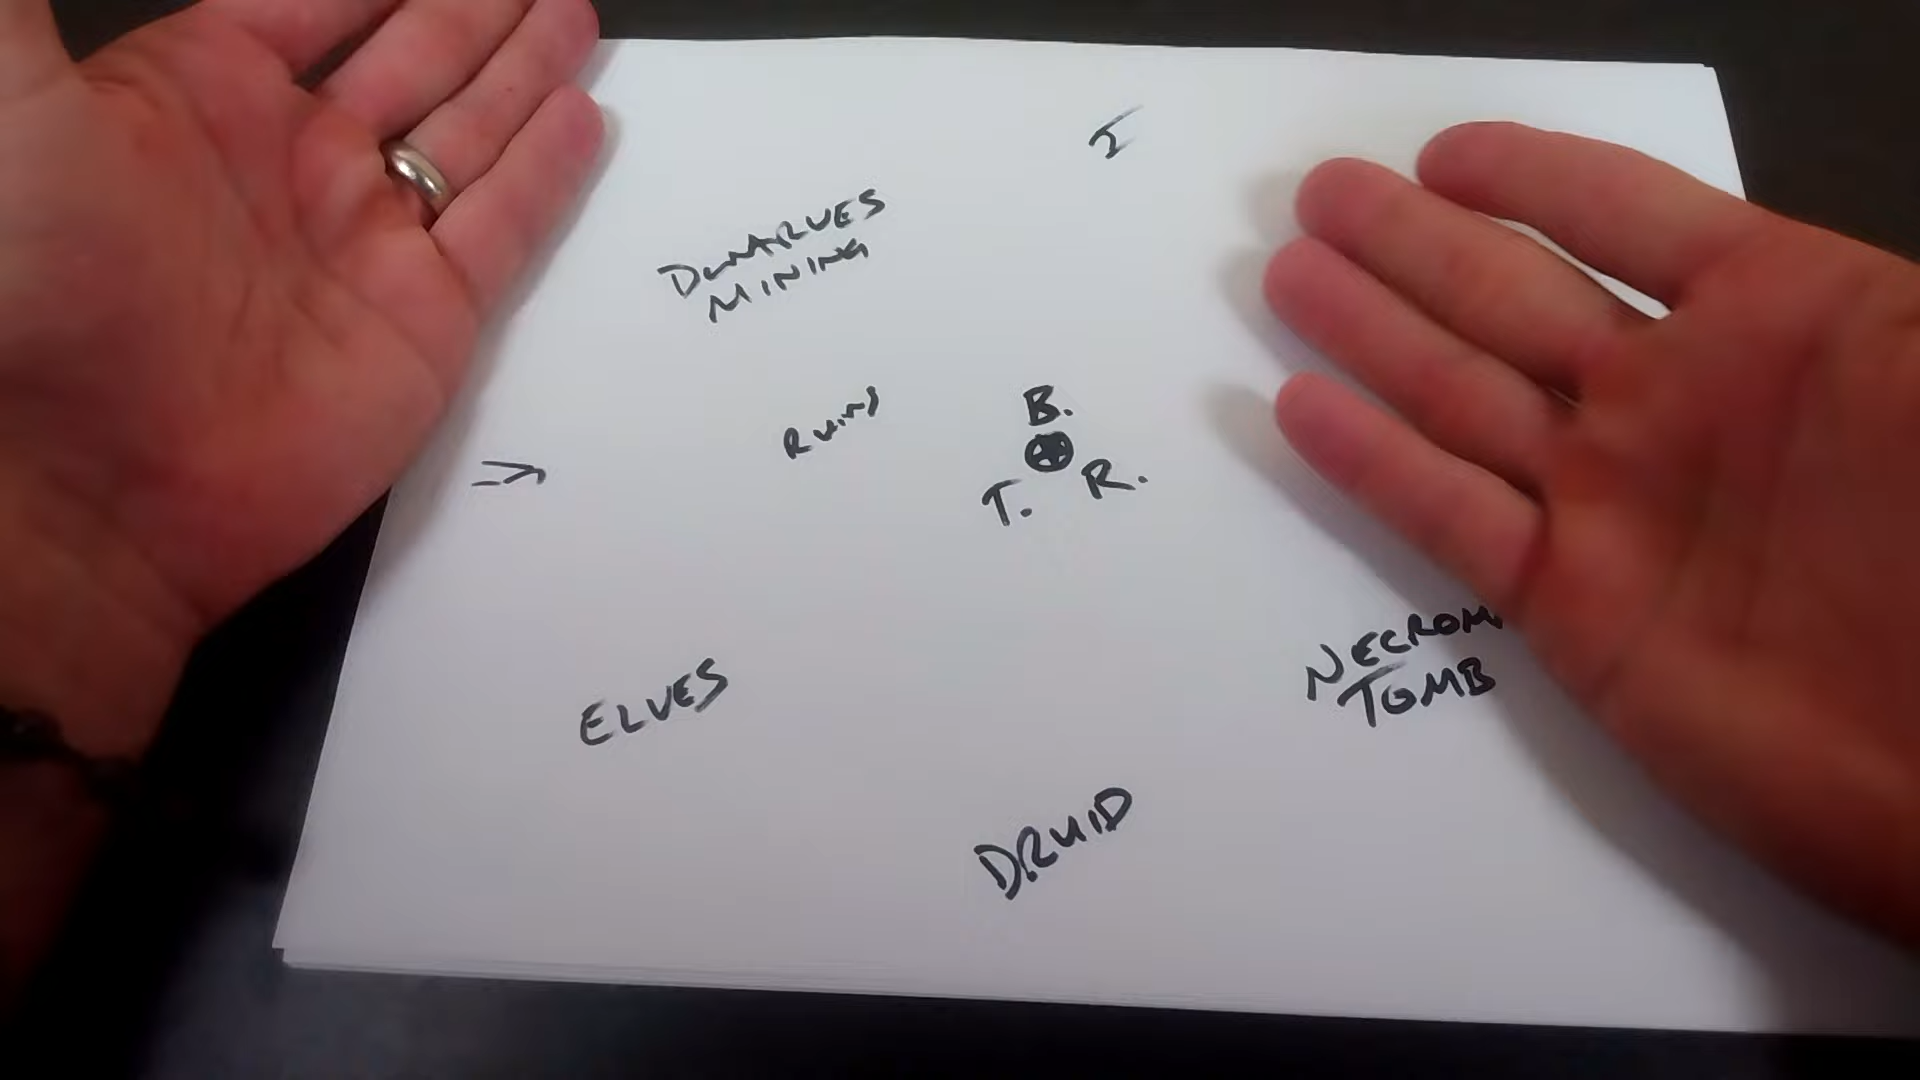 I
DWARVES
MINING
RUINS
B.
T. R.
ELVES
NECROM
TOMB
DRUID